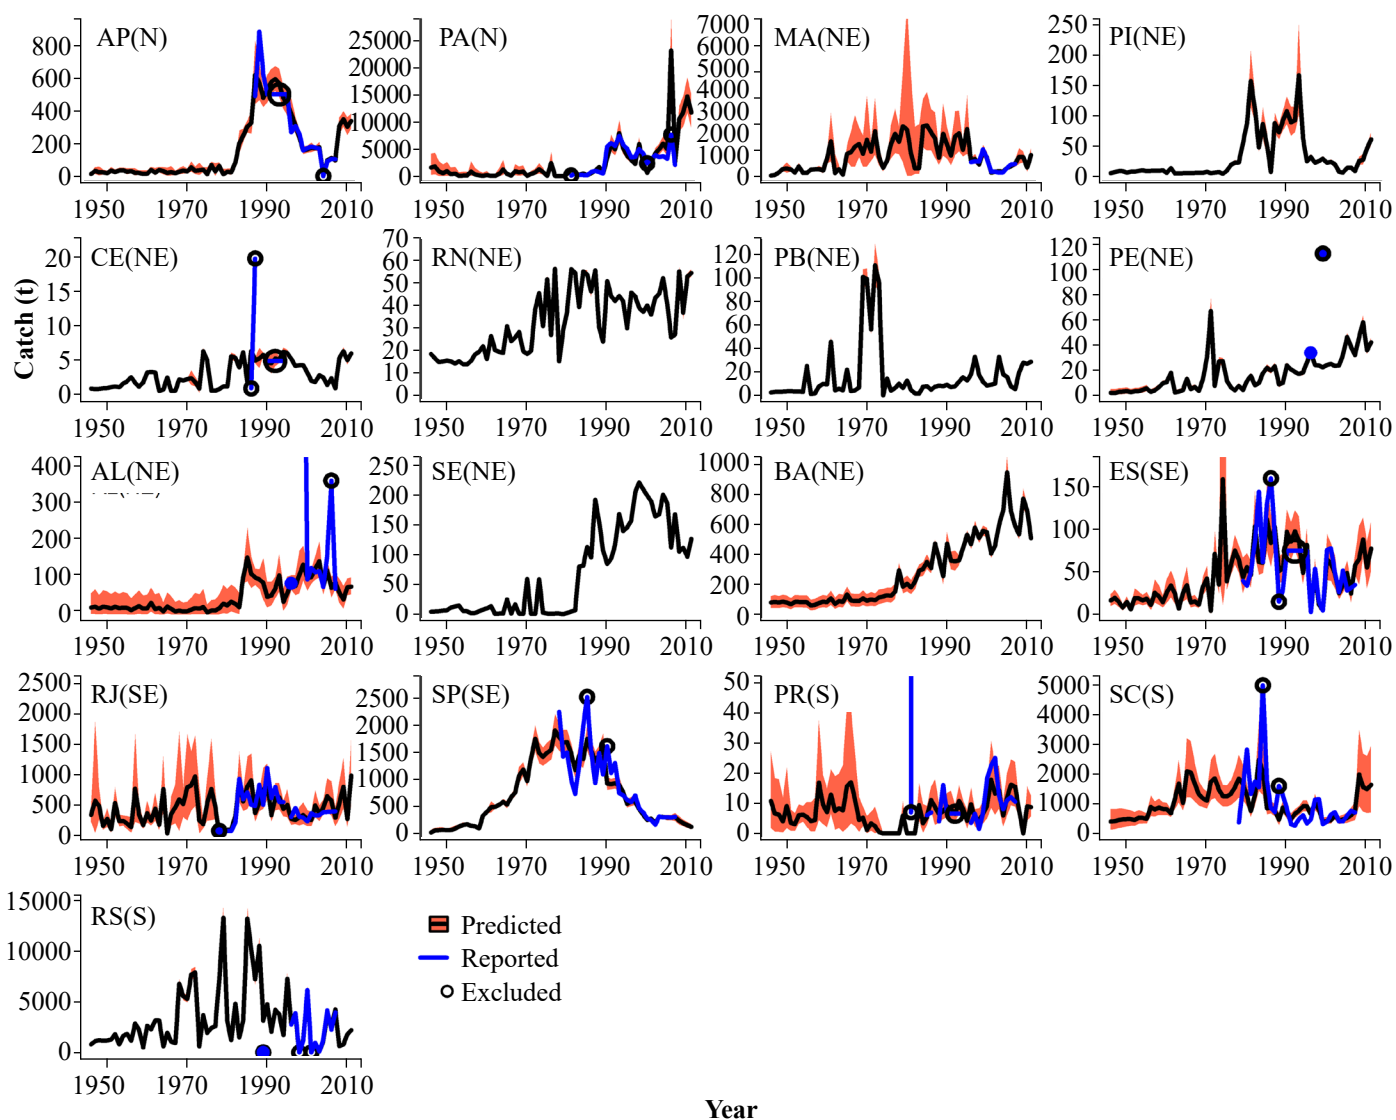 AP(N)
800
600
400
200
0
1950 1970 1990 2010
PA(N)
25000
20000
15000
10000
5000
0
1950 1970 1990 2010
MA(NE)
7000
6000
5000
4000
3000
2000
1000
0
1950 1970 1990 2010
PI(NE)
250
200
150
100
50
0
1950 1970 1990 2010
Catch (t)
CE(NE)
20
15
10
5
0
1950 1970 1990 2010
RN(NE)
70
60
50
40
30
20
10
0
1950 1970 1990 2010
PB(NE)
120
100
80
60
40
20
0
1950 1970 1990 2010
PE(NE)
120
100
80
60
40
20
0
1950 1970 1990 2010
AL(NE)
400
300
200
100
0
1950 1970 1990 2010
SE(NE)
250
200
150
100
50
0
1950 1970 1990 2010
BA(NE)
1000
800
600
400
200
0
1950 1970 1990 2010
ES(SE)
150
100
50
0
1950 1970 1990 2010
RJ(SE)
2500
2000
1500
1000
500
0
1950 1970 1990 2010
SP(SE)
2500
2000
1500
1000
500
0
1950 1970 1990 2010
PR(S)
50
40
30
20
10
0
1950 1970 1990 2010
SC(S)
5000
4000
3000
2000
1000
0
1950 1970 1990 2010
RS(S)
15000
10000
5000
0
1950 1970 1990 2010
Predicted
Reported
Excluded
Year